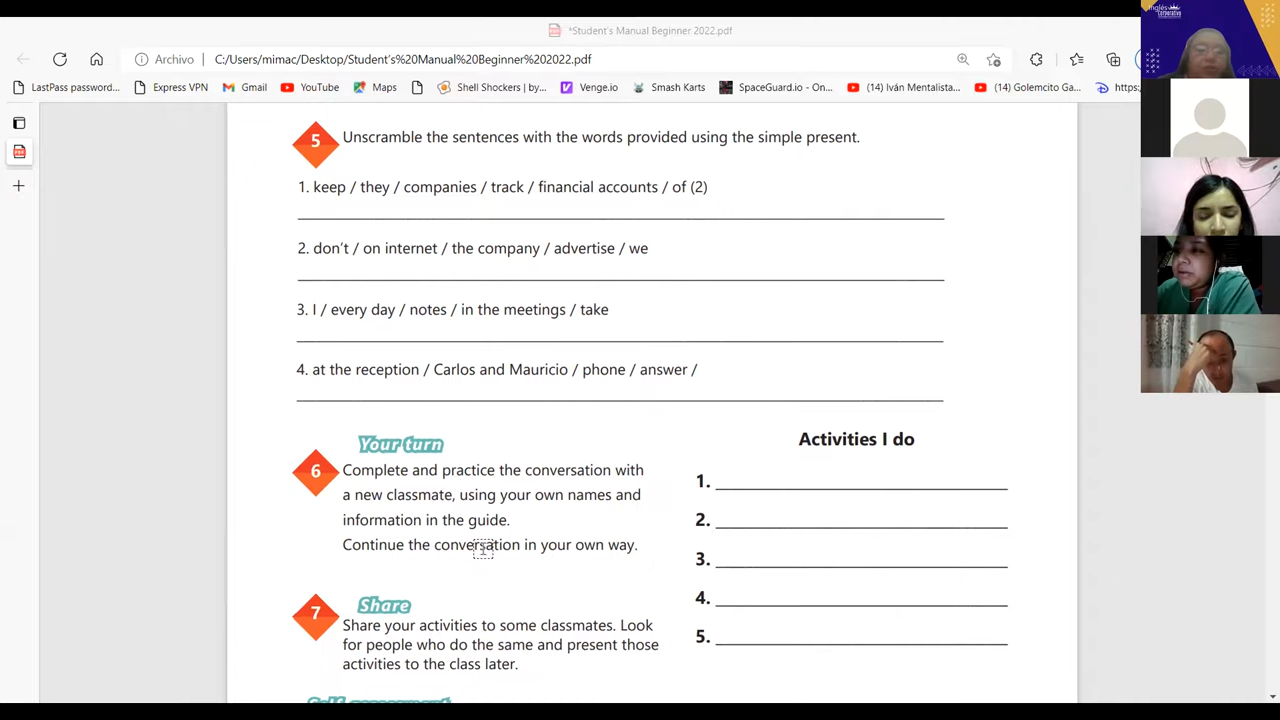 *Student's Manual Beginner 2022.pdf
Archivo
C:/Users/mimac/Desktop/Student's%20Manual%20Beginner%202022.pdf
LastPass password...
Express VPN
Gmail
YouTube
Maps
Shell Shockers | by...
Venge.io
Smash Karts
SpaceGuard.io - On...
(14) Iván Mentalista...
(14) Golemcito Ga...
https:
Inglés
Corporativo
5 Unscramble the sentences with the words provided using the simple present.
1. keep / they / companies / track / financial accounts / of (2)
2. don't / on internet / the company / advertise / we
3. I / every day / notes / in the meetings / take
4. at the reception / Carlos and Mauricio / phone / answer /
Your turn
6 Complete and practice the conversation with
a new classmate, using your own names and
information in the guide.
Continue the conversation in your own way.
Activities I do
1.
2.
3.
4.
5.
7 Share
Share your activities to some classmates. Look
for people who do the same and present those
activities to the class later.
Self-assessment